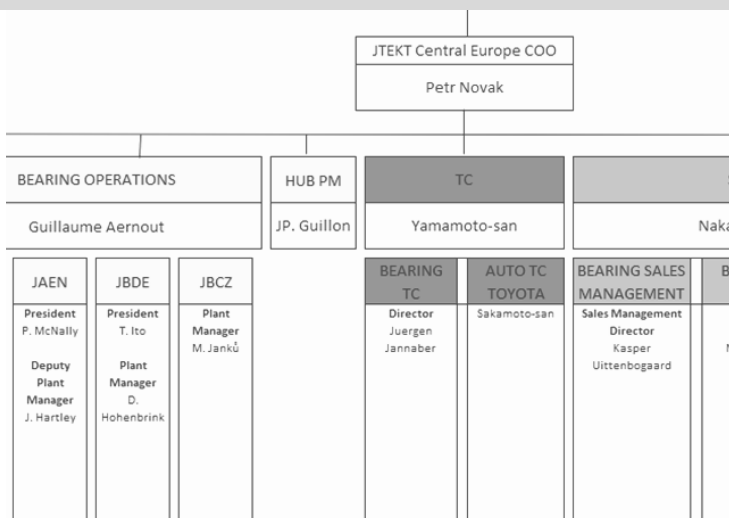 JTEKT Central Europe COO
Petr Novak
BEARING OPERATIONS
Guillaume Aernout
HUB PM
JP. Guillon
TC
Yamamoto-san
JAEN
President
P. McNally
Deputy
Plant
Manager
J. Hartley
JBDE
President
T. Ito
Plant
Manager
D.
Hohenbrink
JBCZ
Plant
Manager
M. Janků
BEARING
TC
Director
Juergen
Jannaber
AUTO TC
TOYOTA
Sakamoto-san
BEARING SALES
MANAGEMENT
Sales Management
Director
Kasper
Uittenbogaard